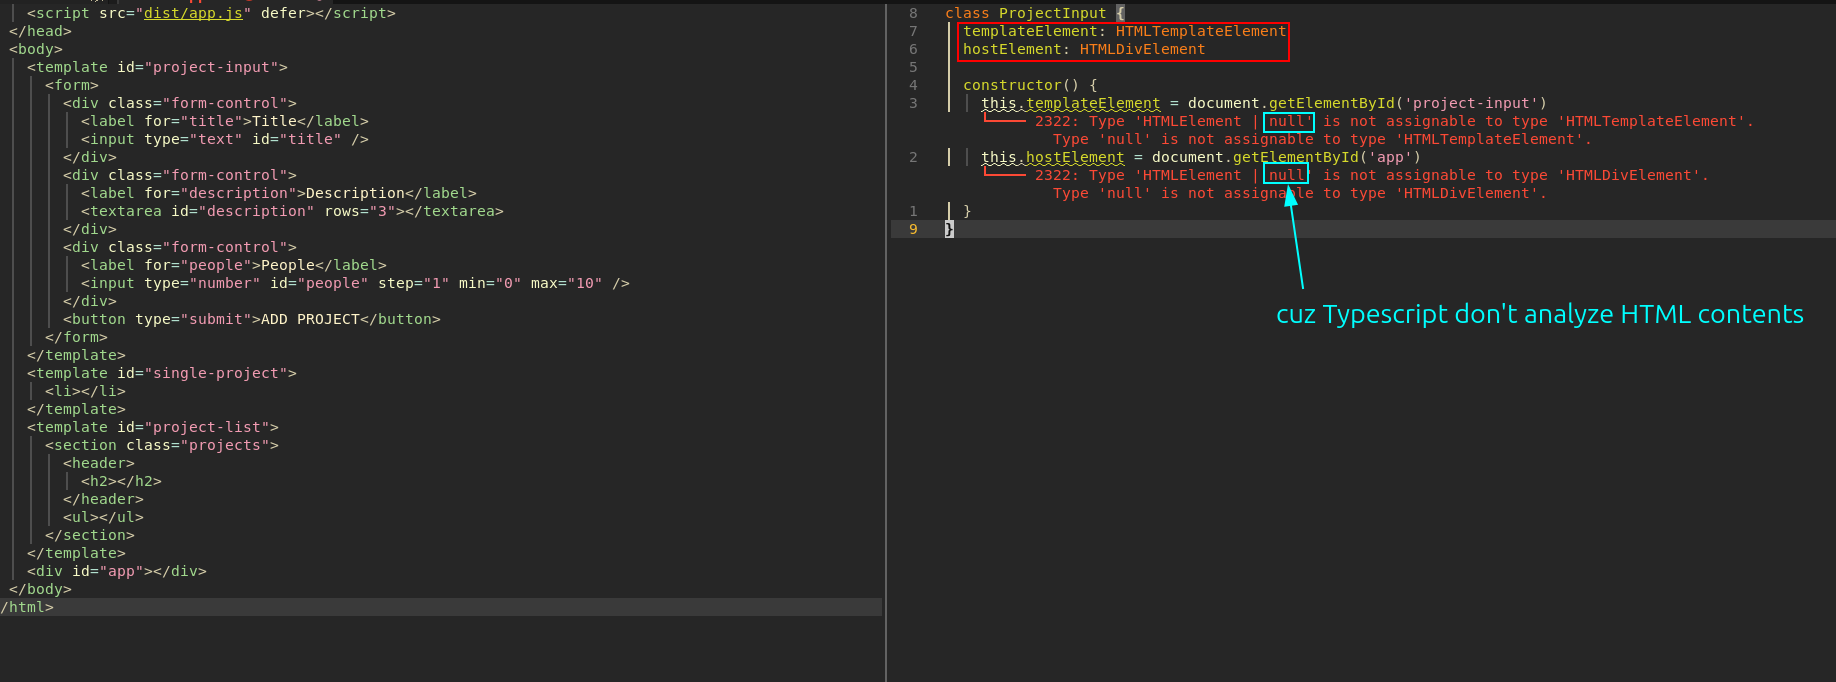 <script src="dist/app.js" defer></script>
</head>
<body>
<template id="project-input">
<form>
<div class="form-control">
<label for="title">Title</label>
<input type="text" id="title" />
</div>
<div class="form-control">
<label for="description">Description</label>
<textarea id="description" rows="3"></textarea>
</div>
<div class="form-control">
<label for="people">People</label>
<input type="number" id="people" step="1" min="0" max="10" />
</div>
<button type="submit">ADD PROJECT</button>
</form>
</template>
<template id="single-project">
<li></li>
</template>
<template id="project-list">
<section class="projects">
<header>
<h2></h2>
</header>
<ul></ul>
</section>
</template>
<div id="app"></div>
</body>
/html>
8 class ProjectInput {
7 templateElement: HTMLTemplateElement
6 hostElement: HTMLDivElement
5
4 constructor() {
3 this.templateElement = document.getElementById('project-input')
2322: Type 'HTMLElement | null' is not assignable to type 'HTMLTemplateElement'.
Type 'null' is not assignable to type 'HTMLTemplateElement'.
2 this.hostElement = document.getElementById('app')
2322: Type 'HTMLElement | null' is not assignable to type 'HTMLDivElement'.
Type 'null' is not assignable to type 'HTMLDivElement'.
1 }
9 }
cuz Typescript don't analyze HTML contents